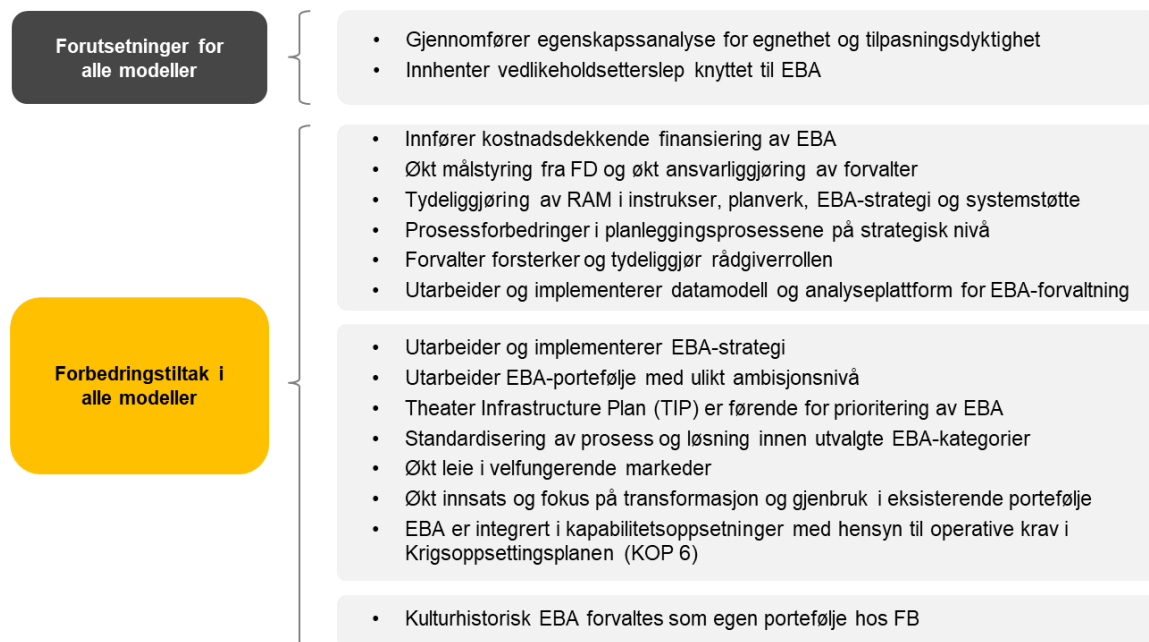 Forutsetninger for
alle modeller
• Gjennomfører egenskapssanalyse for egnethet og tilpasningsdyktighet
• Innhenter vedlikeholdsetterslep knyttet til EBA
Forbedringstiltak i
alle modeller
• Innfører kostnadsdekkende finansiering av EBA
• Økt målstyring fra FD og økt ansvarliggjøring av forvalter
• Tydeliggjøring av RAM i instrukser, planverk, EBA-strategi og systemstøtte
• Prosessforbedringer i planleggingsprosessene på strategisk nivå
• Forvalter forsterker og tydeliggjør rådgiverrollen
• Utarbeider og implementerer datamodell og analyseplattform for EBA-forvaltning
• Utarbeider og implementerer EBA-strategi
• Utarbeider EBA-portefølje med ulikt ambisjonsnivå
• Theater Infrastructure Plan (TIP) er førende for prioritering av EBA
• Standardisering av prosess og løsning innen utvalgte EBA-kategorier
• Økt leie i velfungerende markeder
• Økt innsats og fokus på transformasjon og gjenbruk i eksisterende portefølje
• EBA er integrert i kapabilitetsoppsetninger med hensyn til operative krav i
Krigsoppsettingsplanen (KOP 6)
• Kulturhistorisk EBA forvaltes som egen portefølje hos FB